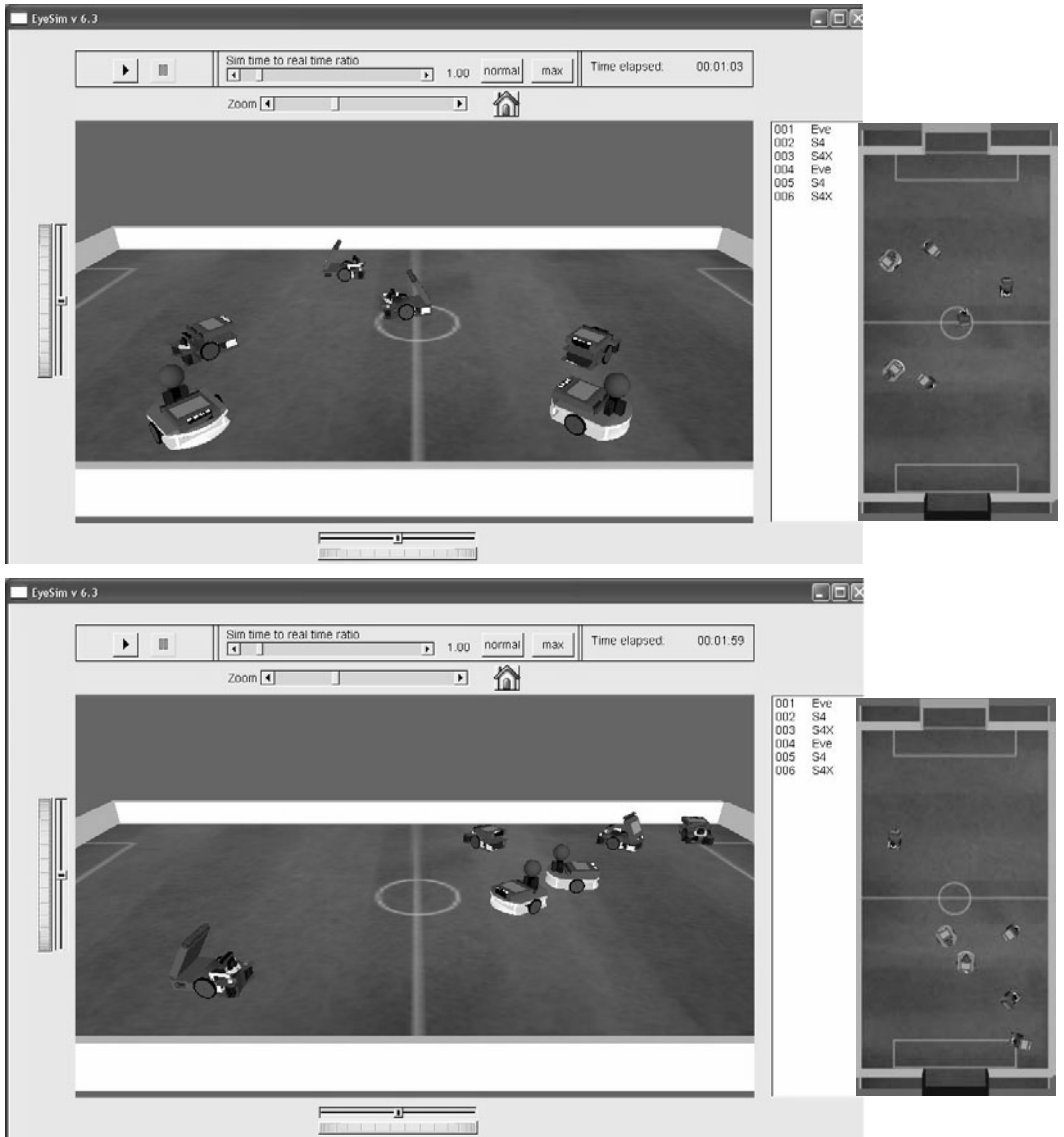 EyeSim v 6.3
Sim time to real time ratio
1.00 normal max
Time elapsed: 00:01:03
Zoom
001 Eve
002 S4
003 S4X
004 Eve
005 S4
006 S4X
EyeSim v 6.3
Sim time to real time ratio
1.00 normal max
Time elapsed: 00:01:59
Zoom
001 Eve
002 S4
003 S4X
004 Eve
005 S4
006 S4X